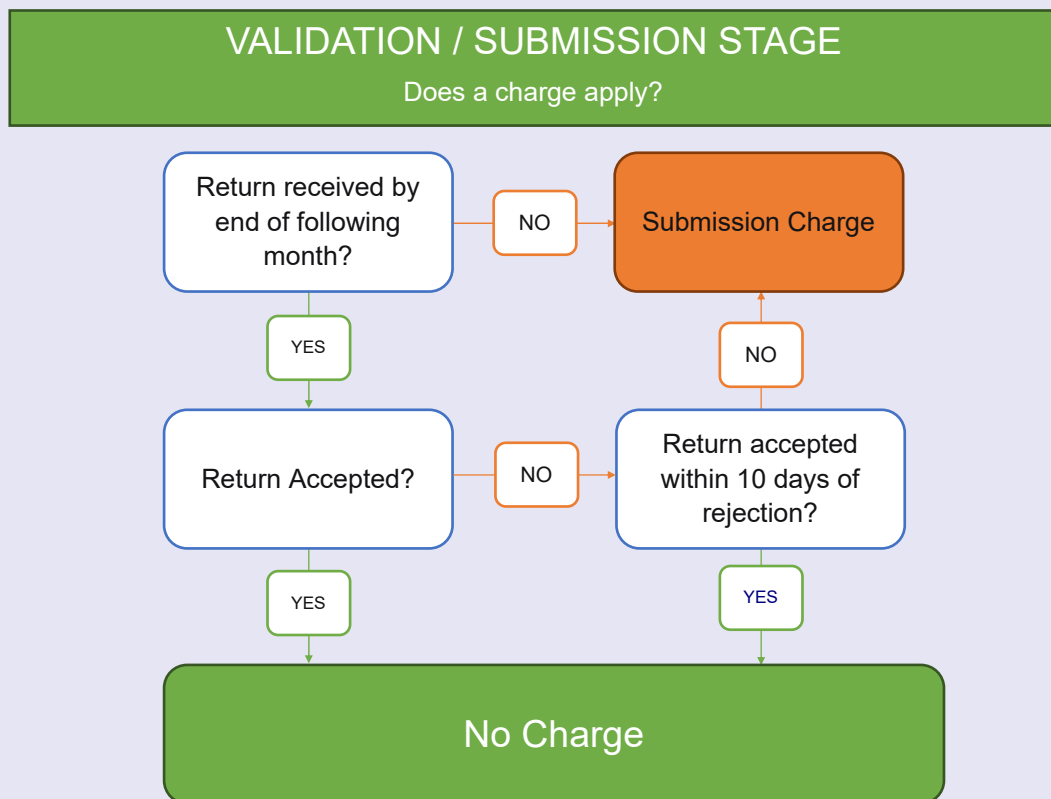 VALIDATION / SUBMISSION STAGE
Does a charge apply?
Return received by
end of following
month?
NO
Submission Charge
YES
NO
Return Accepted?
NO
Return accepted
within 10 days of
rejection?
YES
YES
No Charge